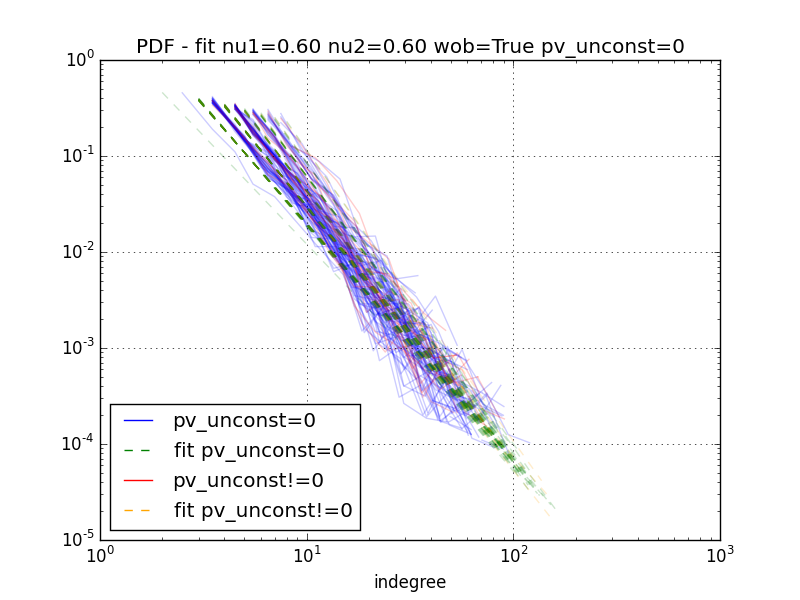 PDF - fit nu1=0.60 nu2=0.60 wob=True pv_unconst=0
10^0
10^-1
10^-2
10^-3
10^-4
10^-5
pv_unconst=0
fit pv_unconst=0
pv_unconst!=0
fit pv_unconst!=0
10^0 10^1 10^2 10^3
indegree